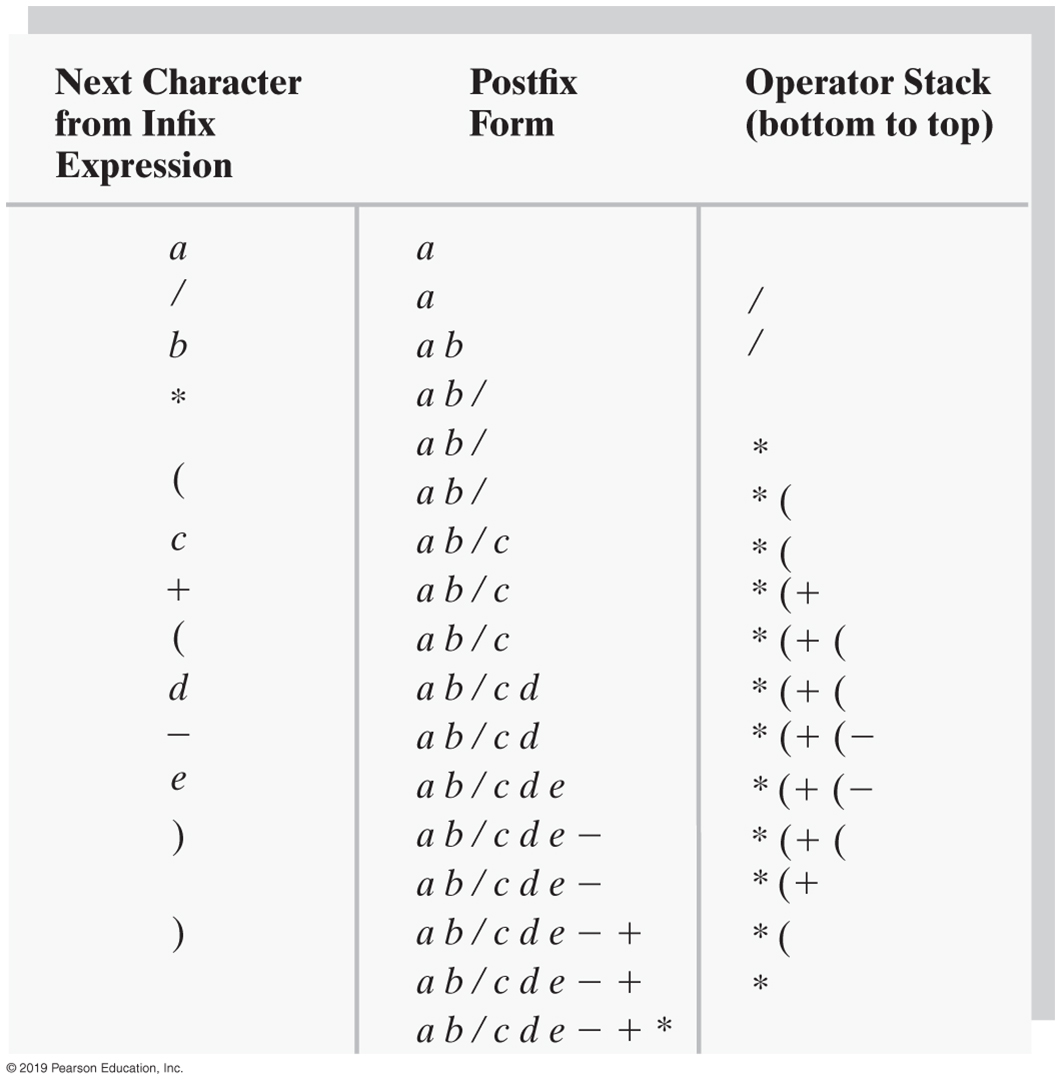 Next Character from Infix Expression	Postfix Form	Operator Stack (bottom to top)
a	a
/	a	/
b	a b	/
*	a b /
	a b /	*
(	a b /	* (
c	a b / c	* (
+	a b / c	* ( +
(	a b / c	* ( + (
d	a b / c d	* ( + (
−	a b / c d	* ( + ( −
e	a b / c d e	* ( + ( −
)	a b / c d e −	* ( + (
	a b / c d e −	* ( +
)	a b / c d e − +	* (
	a b / c d e − +	*
	a b / c d e − + *
© 2019 Pearson Education, Inc.